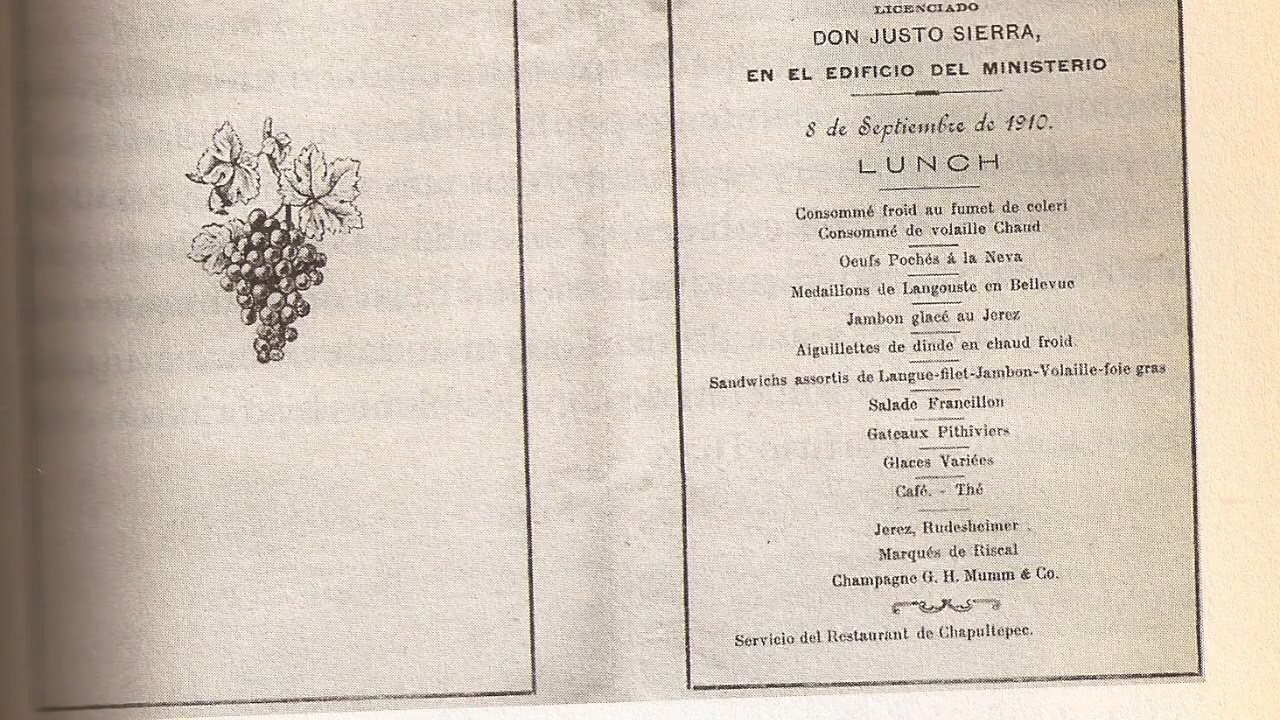 LICENCIADO
DON JUSTO SIERRA,
EN EL EDIFICIO DEL MINISTERIO
8 de Septiembre de 1910.
LUNCH
Consommé froid au fumet de celeri
Consommé de volaille Chaud
Oeufs Pochés á la Neva
Medaillons de Langouste en Bellevue
Jambon glacé au Jerez
Aiguillettes de dinde en chaud froid
Sandwichs assortis de Langue-filet-Jambon-Volaille-foie gras
Salade Francillon
Gateaux Pithiviers
Glaces Variées
Café. - Thé
Jerez, Rudesheimer
Marqués de Riscal
Champagne G. H. Mumm & Co.
Servicio del Restaurant de Chapultepec.